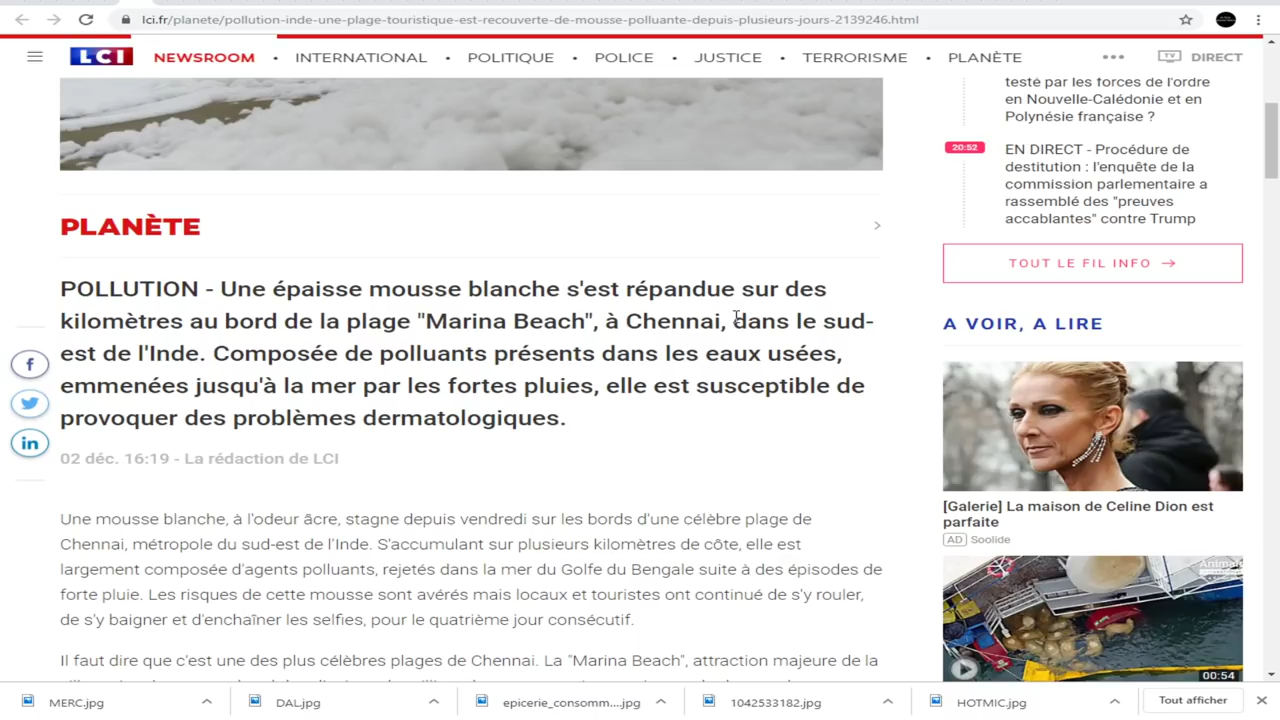 lci.fr/planete/pollution-inde-une-plage-touristique-est-recouverte-de-mousse-polluante-depuis-plusieurs-jours-2139246.html
LCI NEWSROOM • INTERNATIONAL • POLITIQUE • POLICE • JUSTICE • TERRORISME • PLANÈTE ••• TV DIRECT
testé par les forces de l'ordre
en Nouvelle-Calédonie et en
Polynésie française ?
20:52 EN DIRECT - Procédure de
destitution : l'enquête de la
commission parlementaire a
rassemblé des "preuves
accablantes" contre Trump
TOUT LE FIL INFO →
PLANÈTE
POLLUTION - Une épaisse mousse blanche s'est répandue sur des
kilomètres au bord de la plage "Marina Beach", à Chennai, dans le sud-
est de l'Inde. Composée de polluants présents dans les eaux usées,
emmenées jusqu'à la mer par les fortes pluies, elle est susceptible de
provoquer des problèmes dermatologiques.
02 déc. 16:19 - La rédaction de LCI
Une mousse blanche, à l'odeur âcre, stagne depuis vendredi sur les bords d'une célèbre plage de
Chennai, métropole du sud-est de l'Inde. S'accumulant sur plusieurs kilomètres de côte, elle est
largement composée d'agents polluants, rejetés dans la mer du Golfe du Bengale suite à des épisodes de
forte pluie. Les risques de cette mousse sont avérés mais locaux et touristes ont continué de s'y rouler,
de s'y baigner et d'enchaîner les selfies, pour le quatrième jour consécutif.
Il faut dire que c'est une des plus célèbres plages de Chennai. La "Marina Beach", attraction majeure de la
A VOIR, A LIRE
[Galerie] La maison de Celine Dion est
parfaite
AD Soolide
Animals
00:54
MERC.jpg
DAL.jpg
epicerie_consomm....jpg
1042533182.jpg
HOTMIC.jpg
Tout afficher